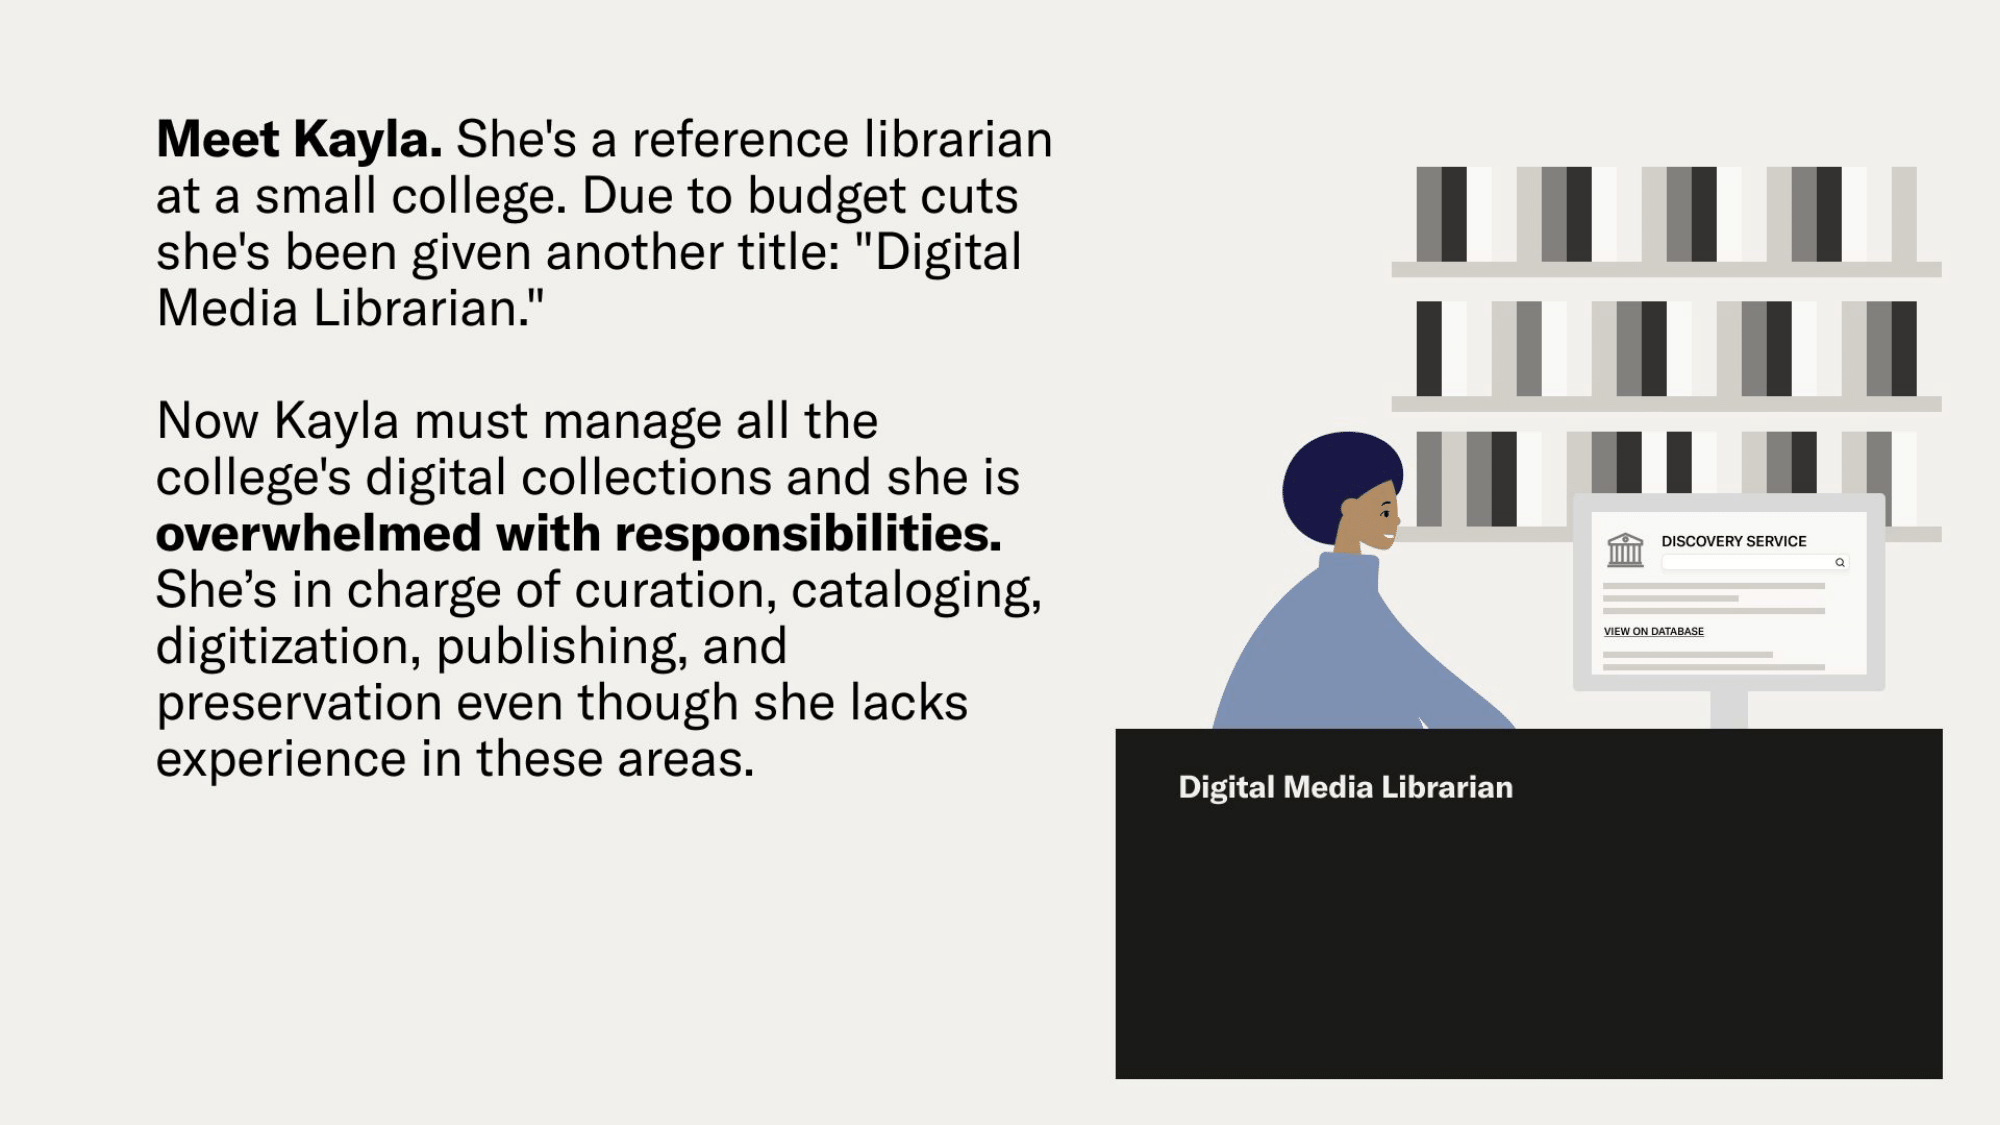 Meet Kayla. She's a reference librarian
at a small college. Due to budget cuts
she's been given another title: "Digital
Media Librarian."
Now Kayla must manage all the
college's digital collections and she is
overwhelmed with responsibilities.
She’s in charge of curation, cataloging,
digitization, publishing, and
preservation even though she lacks
experience in these areas.
DISCOVERY SERVICE
VIEW ON DATABASE
Digital Media Librarian